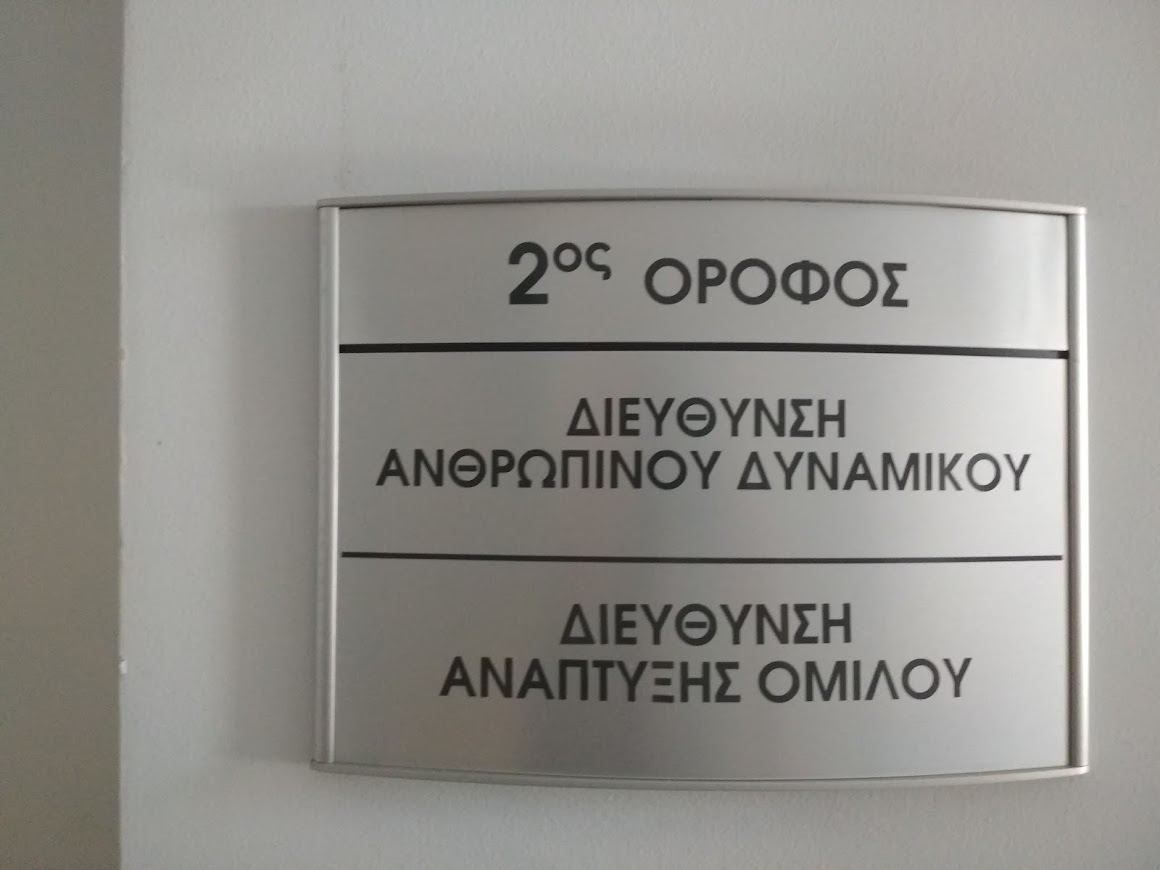 2ος ΟΡΟΦΟΣ
ΔΙΕΥΘΥΝΣΗ
ΑΝΘΡΩΠΙΝΟΥ ΔΥΝΑΜΙΚΟΥ
ΔΙΕΥΘΥΝΣΗ
ΑΝΑΠΤΥΞΗΣ ΟΜΙΛΟΥ